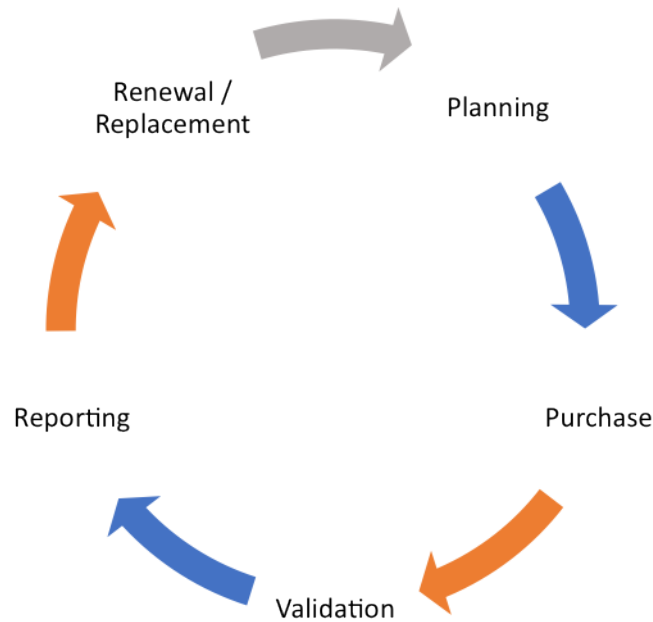 Renewal /
Replacement
Planning
Purchase
Validation
Reporting